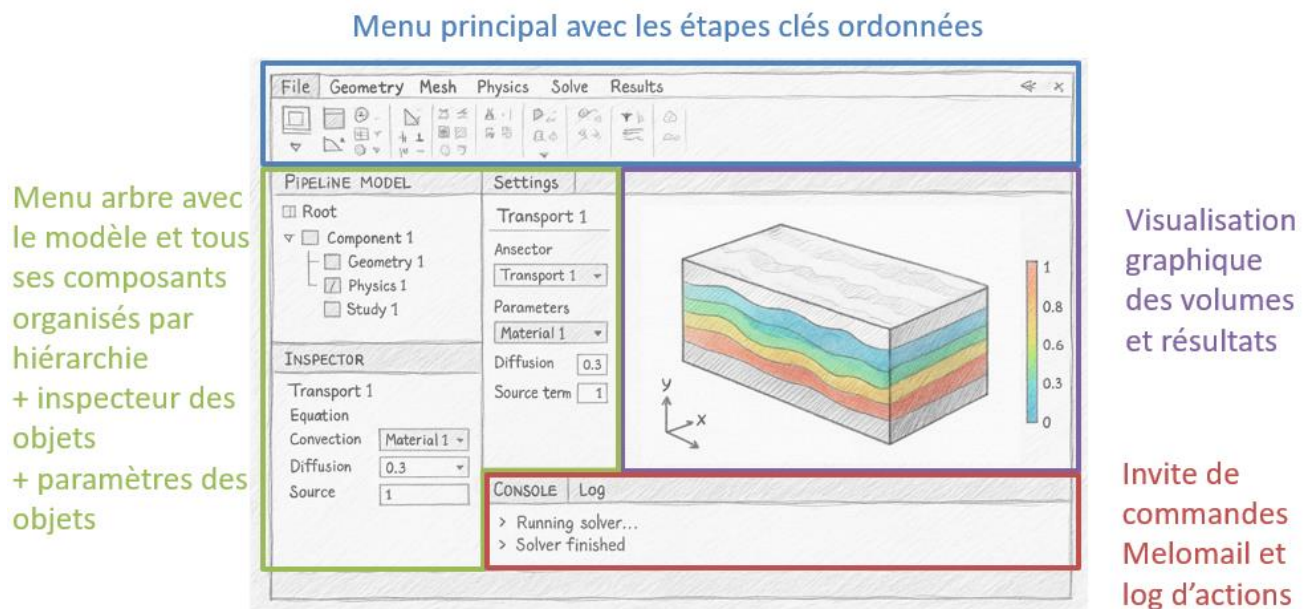 Menu principal avec les étapes clés ordonnées
File Geometry Mesh Physics Solve Results
Menu arbre avec
le modèle et tous
ses composants
organisés par
hiérarchie
+ inspecteur des
objets
+ paramètres des
objets
PIPELINE MODEL
Root
Component 1
Geometry 1
Physics 1
Study 1
INSPECTOR
Transport 1
Equation
Convection Material 1
Diffusion 0.3
Source 1
Settings
Transport 1
Ansector
Transport 1
Parameters
Material 1
Diffusion 0.3
Source term 1
y
x
1
0.8
0.6
0.3
0
Visualisation
graphique
des volumes
et résultats
CONSOLE Log
> Running solver...
> Solver finished
Invite de
commandes
Melomail et
log d'actions